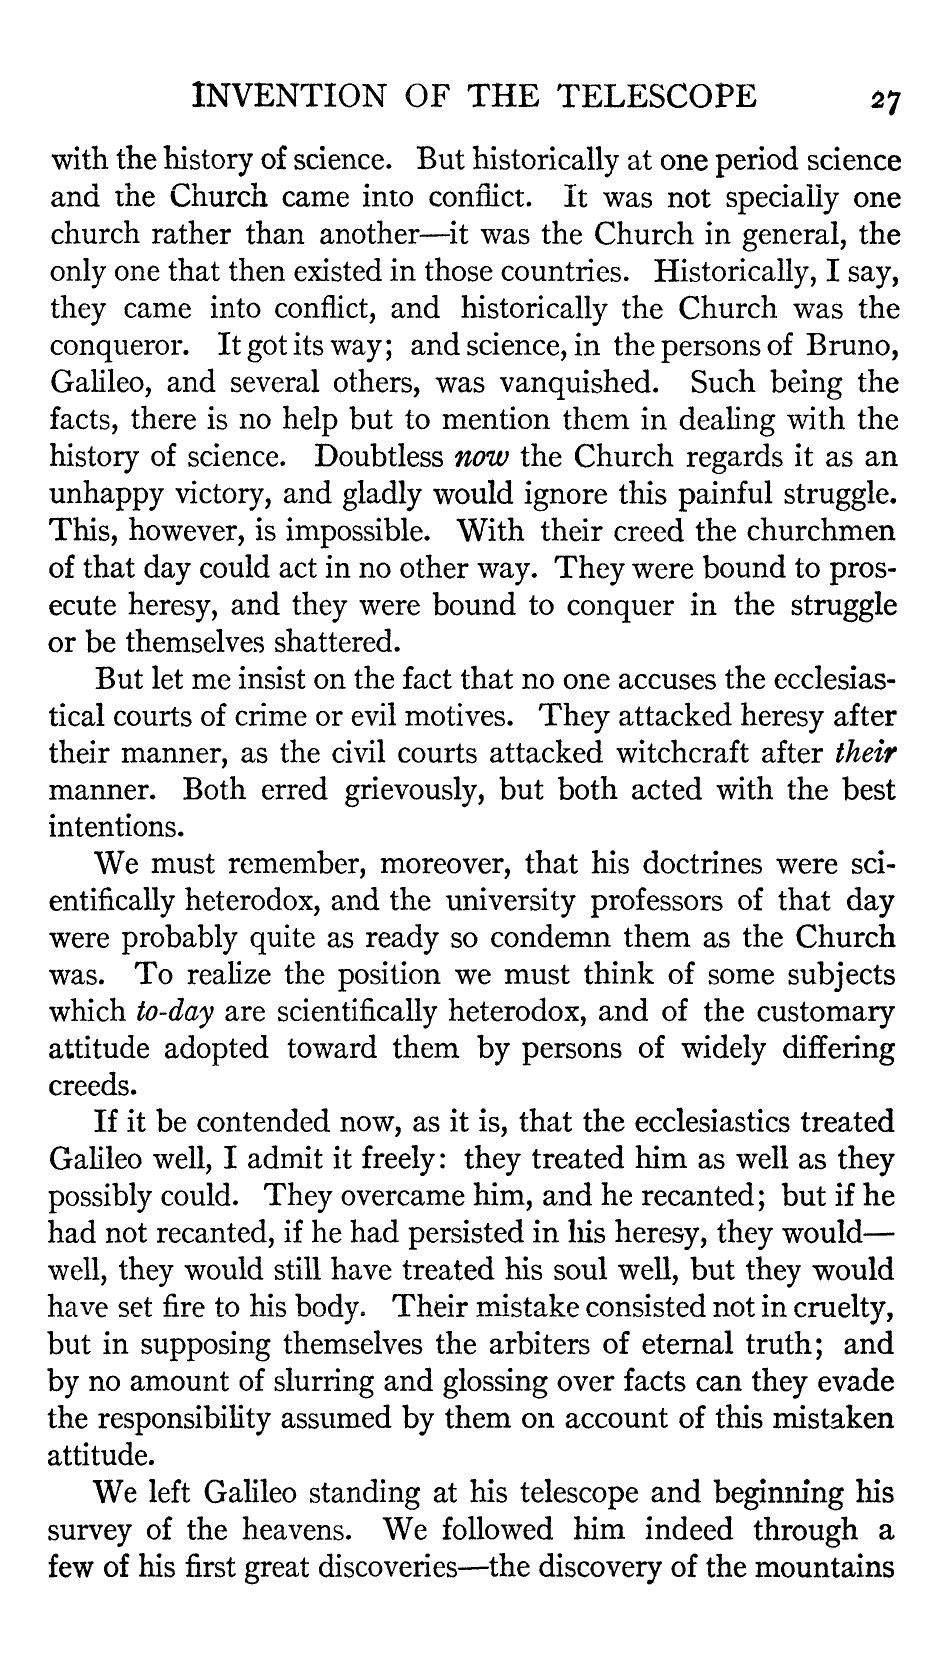 INVENTION OF THE TELESCOPE 27
with the history of science. But historically at one period science
and the Church came into conflict. It was not specially one
church rather than another—it was the Church in general, the
only one that then existed in those countries. Historically, I say,
they came into conflict, and historically the Church was the
conqueror. It got its way; and science, in the persons of Bruno,
Galileo, and several others, was vanquished. Such being the
facts, there is no help but to mention them in dealing with the
history of science. Doubtless now the Church regards it as an
unhappy victory, and gladly would ignore this painful struggle.
This, however, is impossible. With their creed the churchmen
of that day could act in no other way. They were bound to pros-
ecute heresy, and they were bound to conquer in the struggle
or be themselves shattered.
But let me insist on the fact that no one accuses the ecclesias-
tical courts of crime or evil motives. They attacked heresy after
their manner, as the civil courts attacked witchcraft after their
manner. Both erred grievously, but both acted with the best
intentions.
We must remember, moreover, that his doctrines were sci-
entifically heterodox, and the university professors of that day
were probably quite as ready so condemn them as the Church
was. To realize the position we must think of some subjects
which to-day are scientifically heterodox, and of the customary
attitude adopted toward them by persons of widely differing
creeds.
If it be contended now, as it is, that the ecclesiastics treated
Galileo well, I admit it freely: they treated him as well as they
possibly could. They overcame him, and he recanted; but if he
had not recanted, if he had persisted in his heresy, they would—
well, they would still have treated his soul well, but they would
have set fire to his body. Their mistake consisted not in cruelty,
but in supposing themselves the arbiters of eternal truth; and
by no amount of slurring and glossing over facts can they evade
the responsibility assumed by them on account of this mistaken
attitude.
We left Galileo standing at his telescope and beginning his
survey of the heavens. We followed him indeed through a
few of his first great discoveries—the discovery of the mountains